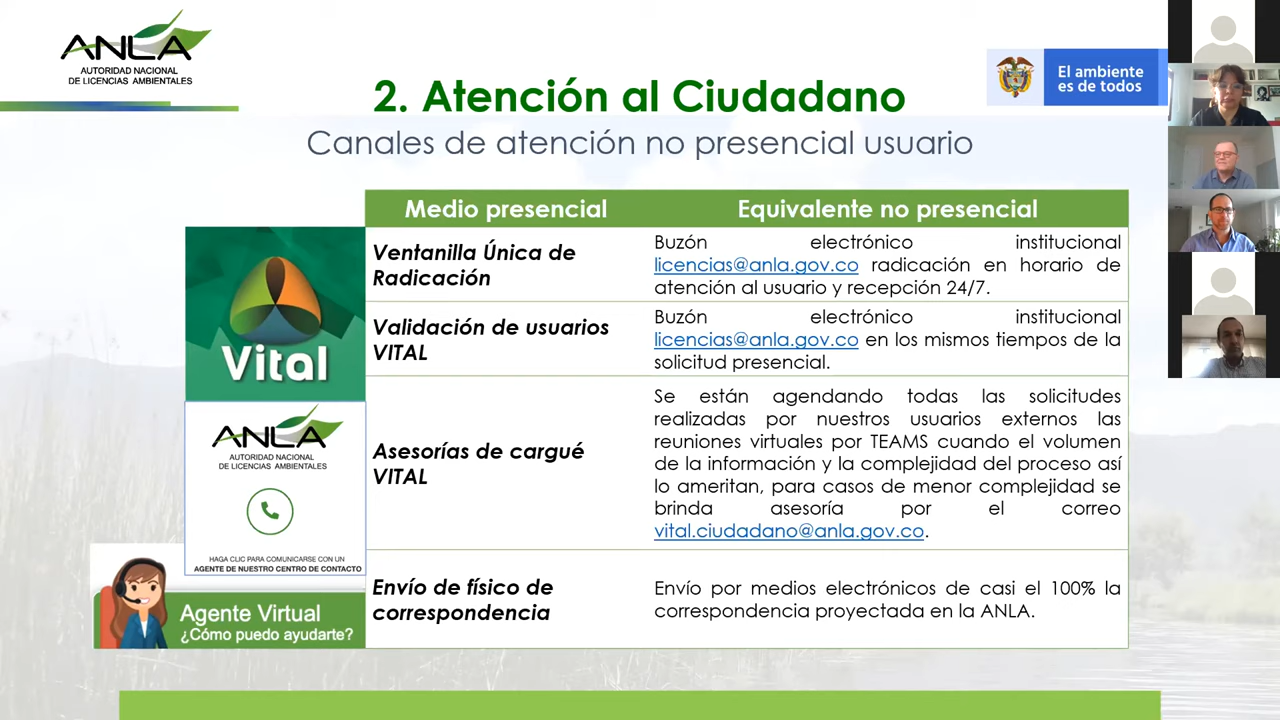 ANLA
AUTORIDAD NACIONAL
DE LICENCIAS AMBIENTALES
El ambiente
es de todos
2. Atención al Ciudadano
Canales de atención no presencial usuario
Medio presencial
Equivalente no presencial
Ventanilla Única de
Radicación
Buzón electrónico institucional
licencias@anla.gov.co radicación en horario de
atención al usuario y recepción 24/7.
Validación de usuarios
VITAL
Buzón electrónico institucional
licencias@anla.gov.co en los mismos tiempos de la
solicitud presencial.
Asesorías de cargué
VITAL
Se están agendando todas las solicitudes
realizadas por nuestros usuarios externos las
reuniones virtuales por TEAMS cuando el volumen
de la información y la complejidad del proceso así
lo ameritan, para casos de menor complejidad se
brinda asesoría por el correo
vital.ciudadano@anla.gov.co.
Envío de físico de
correspondencia
Envío por medios electrónicos de casi el 100% la
correspondencia proyectada en la ANLA.
Vital
ANLA
AUTORIDAD NACIONAL
DE LICENCIAS AMBIENTALES
HAGA CLIC PARA COMUNICARSE CON UN
AGENTE DE NUESTRO CENTRO DE CONTACTO
Agente Virtual
¿Cómo puedo ayudarte?